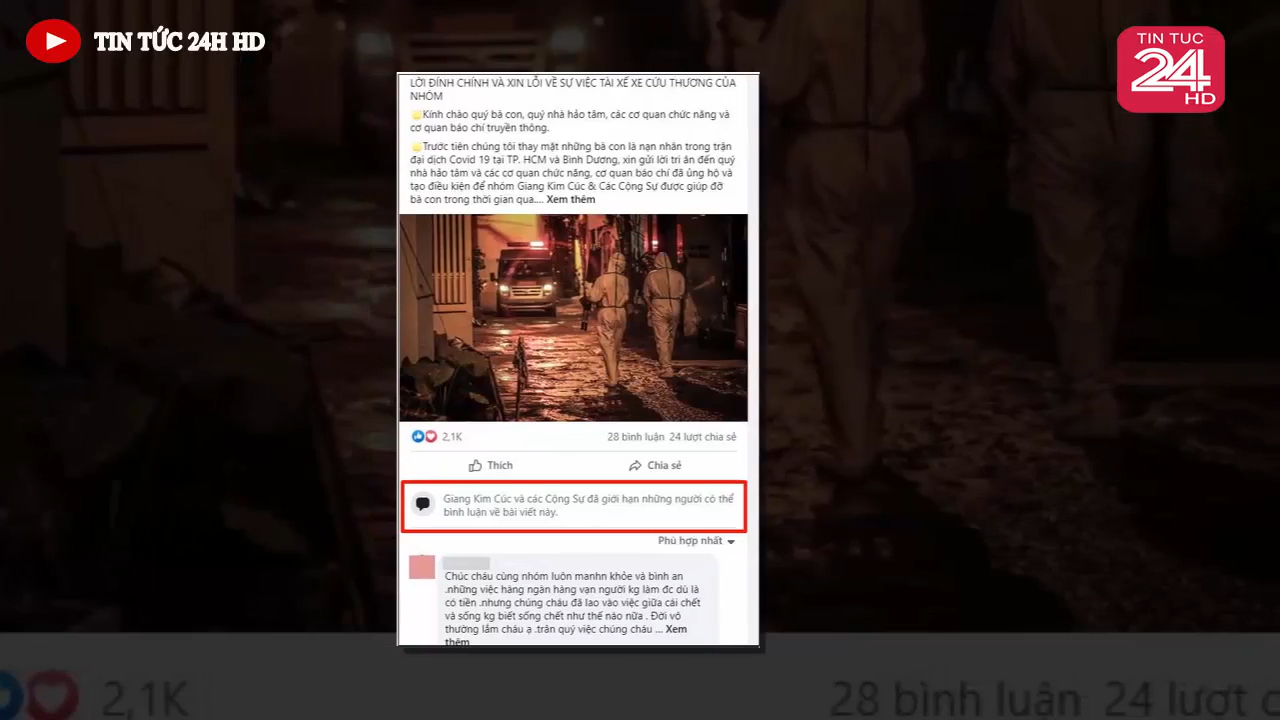 TIN TỨC 24H HD
TIN TUC
24
HD
LỜI ĐÍNH CHÍNH VÀ XIN LỖI VỀ SỰ VIỆC TÀI XẾ XE CỨU THƯƠNG CỦA
NHÓM
Kính chào quý bà con, quý nhà hảo tâm, các cơ quan chức năng và
cơ quan báo chí truyền thông.
Trước tiên chúng tôi thay mặt những bà con là nạn nhân trong trận
đại dịch Covid 19 tại TP. HCM và Bình Dương, xin gửi lời tri ân đến quý
nhà hảo tâm và các cơ quan chức năng, cơ quan báo chí đã ủng hộ và
tạo điều kiện để nhóm Giang Kim Cúc & Các Cộng Sự được giúp đỡ
bà con trong thời gian qua.... Xem thêm
2,1K
28 bình luận 24 lượt chia sẻ
Thích
Chia sẻ
Giang Kim Cúc và các Cộng Sự đã giới hạn những người có thể
bình luận về bài viết này.
Phù hợp nhất
Chúc cháu cùng nhóm luôn manhn khỏe và bình an
.những việc hàng ngàn hàng vạn người kg làm đc dù là
có tiền .nhưng chúng cháu đã lao vào việc giữa cái chết
và sống kg biết sống chết như thế nào nữa . Đời vô
thường lắm cháu ạ .trân quý việc chúng cháu ... Xem
thêm
2,1K
28 bình luận 24 lượt c